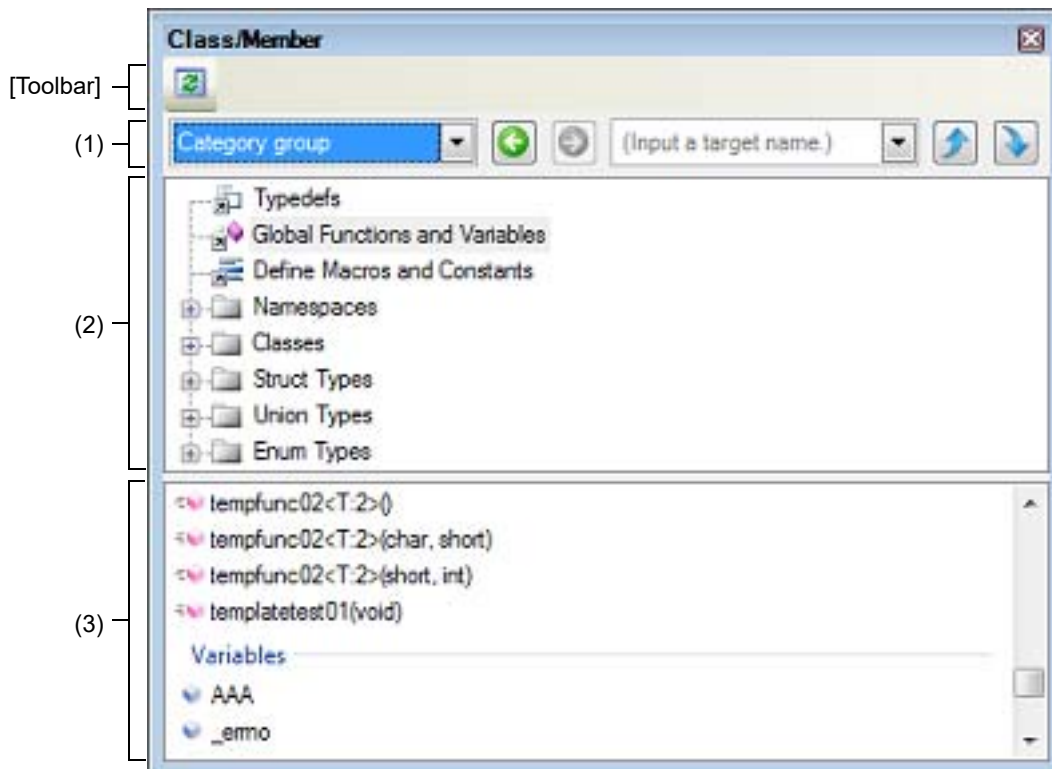 Class/Member
[Toolbar]
(1)
Category group
(Input a target name.)
(2)
Typedefs
Global Functions and Variables
Define Macros and Constants
Namespaces
Classes
Struct Types
Union Types
Enum Types
(3)
tempfunc02<T:2>()
tempfunc02<T:2>(char, short)
tempfunc02<T:2>(short, int)
templatetest01(void)
Variables
AAA
_errno